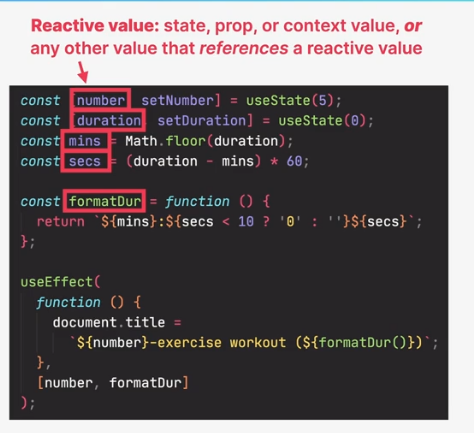 Reactive value: state, prop, or context value, or
any other value that references a reactive value
const [number, setNumber] = useState(5);
const [duration, setDuration] = useState(0);
const mins = Math.floor(duration);
const secs = (duration - mins) * 60;
const formatDur = function () {
return `${mins}:${secs < 10 ? '0' : ''}${secs}`;
};
useEffect(
function () {
document.title =
`${number}-exercise workout (${formatDur()})`;
},
[number, formatDur]
);